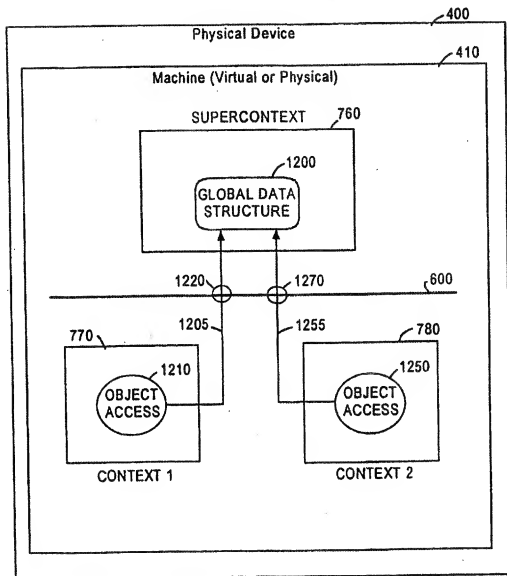 400
Physical Device
410
Machine (Virtual or Physical)
SUPERCONTEXT
760
1200
GLOBAL DATA
STRUCTURE
1220
1270
600
1205
1255
770
780
1210
1250
OBJECT
ACCESS
OBJECT
ACCESS
CONTEXT 1
CONTEXT 2